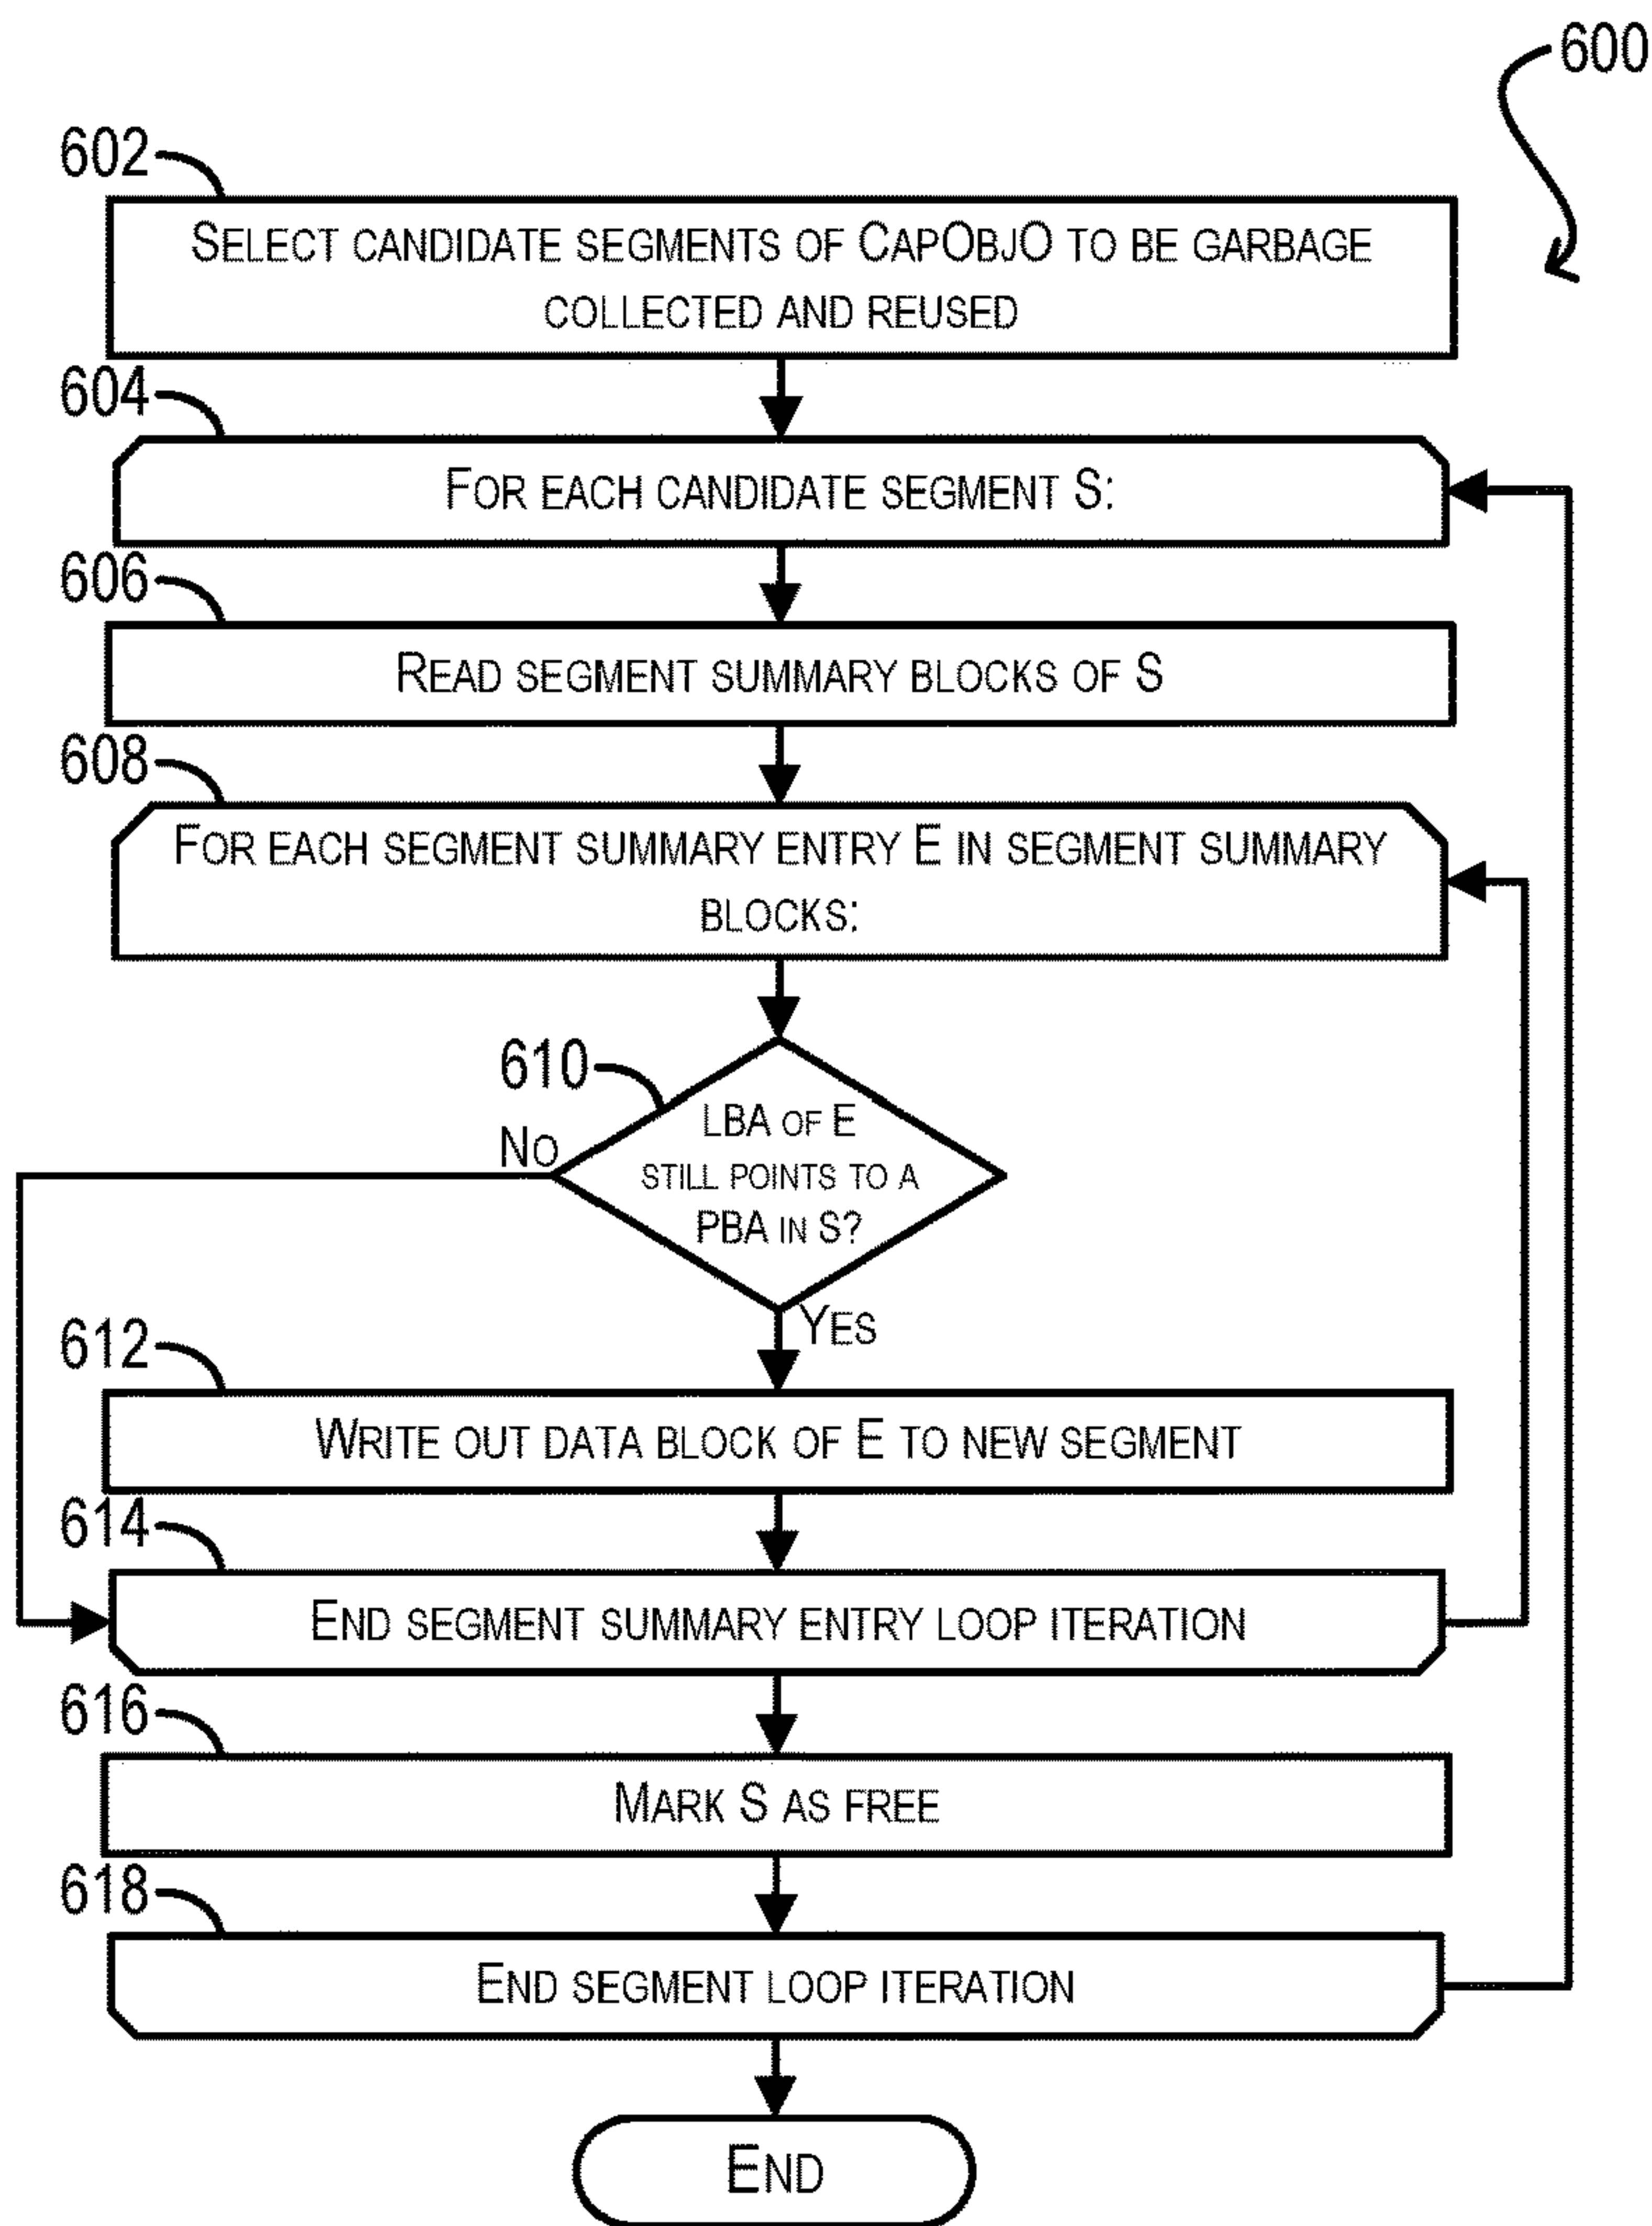 600
602
SELECT CANDIDATE SEGMENTS OF CAPOBJO TO BE GARBAGE
COLLECTED AND REUSED
604
FOR EACH CANDIDATE SEGMENT S:
606
READ SEGMENT SUMMARY BLOCKS OF S
608
FOR EACH SEGMENT SUMMARY ENTRY E IN SEGMENT SUMMARY
BLOCKS:
610
LBA OF E
NO
STILL POINTS TO A
PBA IN S?
YES
612
WRITE OUT DATA BLOCK OF E TO NEW SEGMENT
614
END SEGMENT SUMMARY ENTRY LOOP ITERATION
616
MARK S AS FREE
618
END SEGMENT LOOP ITERATION
END